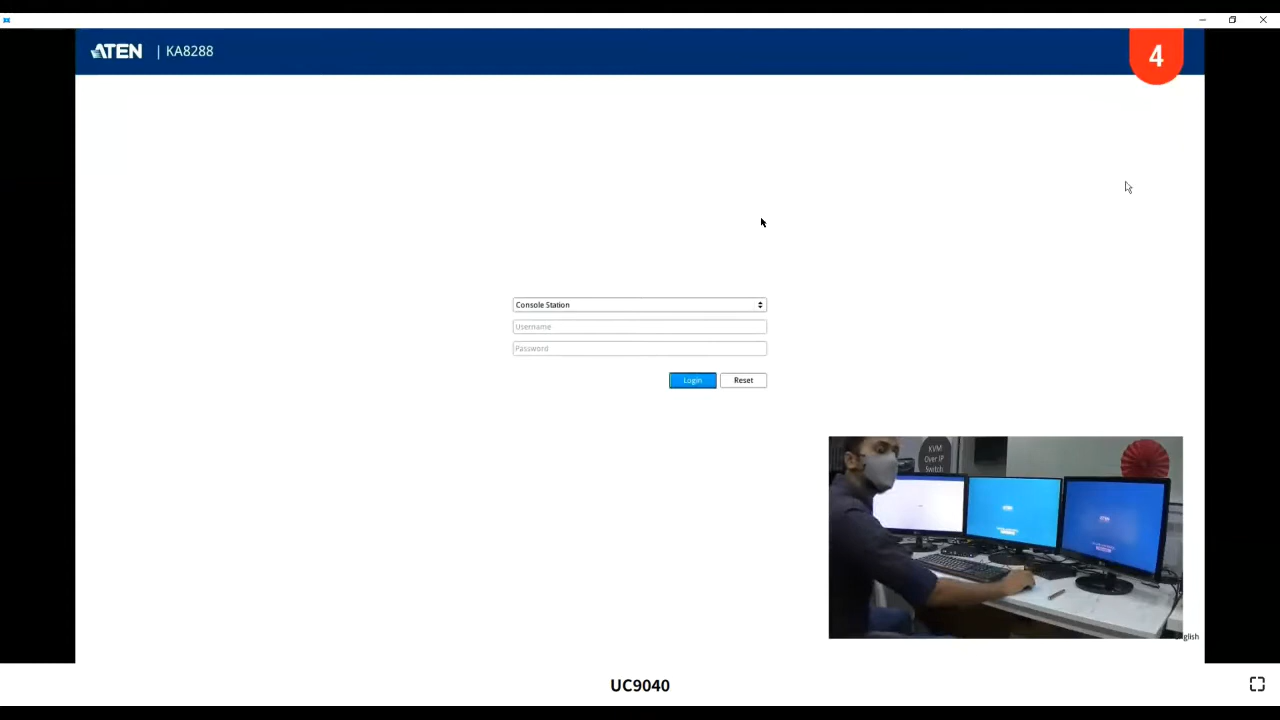 ATEN | KA8288
4
Console Station
Username
Password
Login Reset
KVM
Over IP
Switch
glish
UC9040